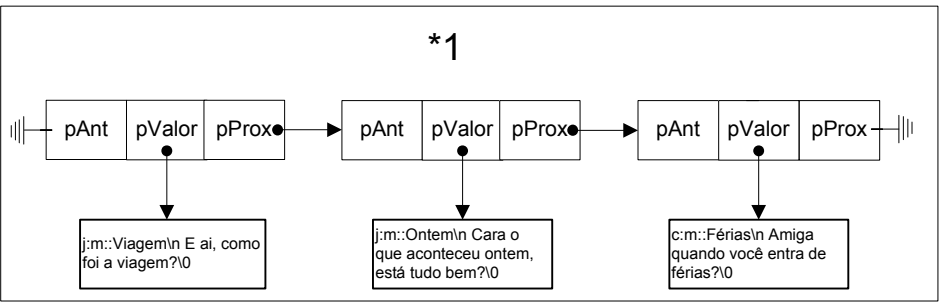 *1
pAnt pValor pProx pAnt pValor pProx pAnt pValor pProx
j:m::Viagem\n E ai, como
foi a viagem?\0
j:m::Ontem\n Cara o
que aconteceu ontem,
está tudo bem?\0
c:m::Férias\n Amiga
quando você entra de
férias?\0